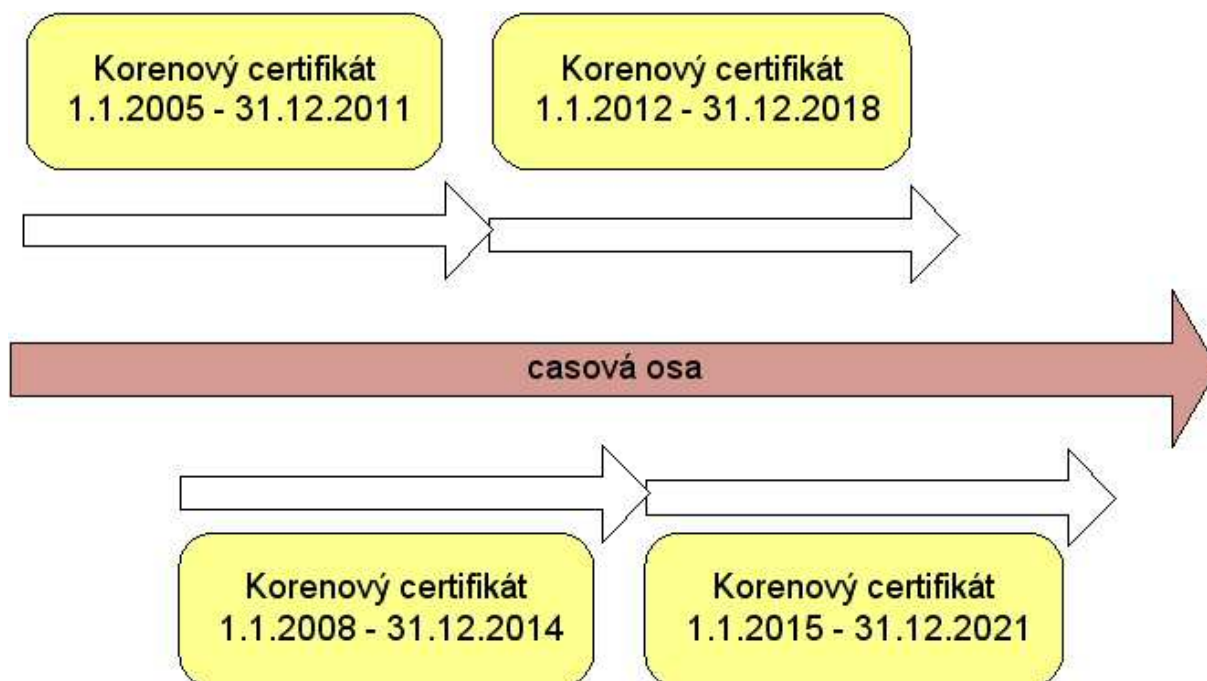 Korenový certifikát
1.1.2005 - 31.12.2011
Korenový certifikát
1.1.2012 - 31.12.2018
casová osa
Korenový certifikát
1.1.2008 - 31.12.2014
Korenový certifikát
1.1.2015 - 31.12.2021